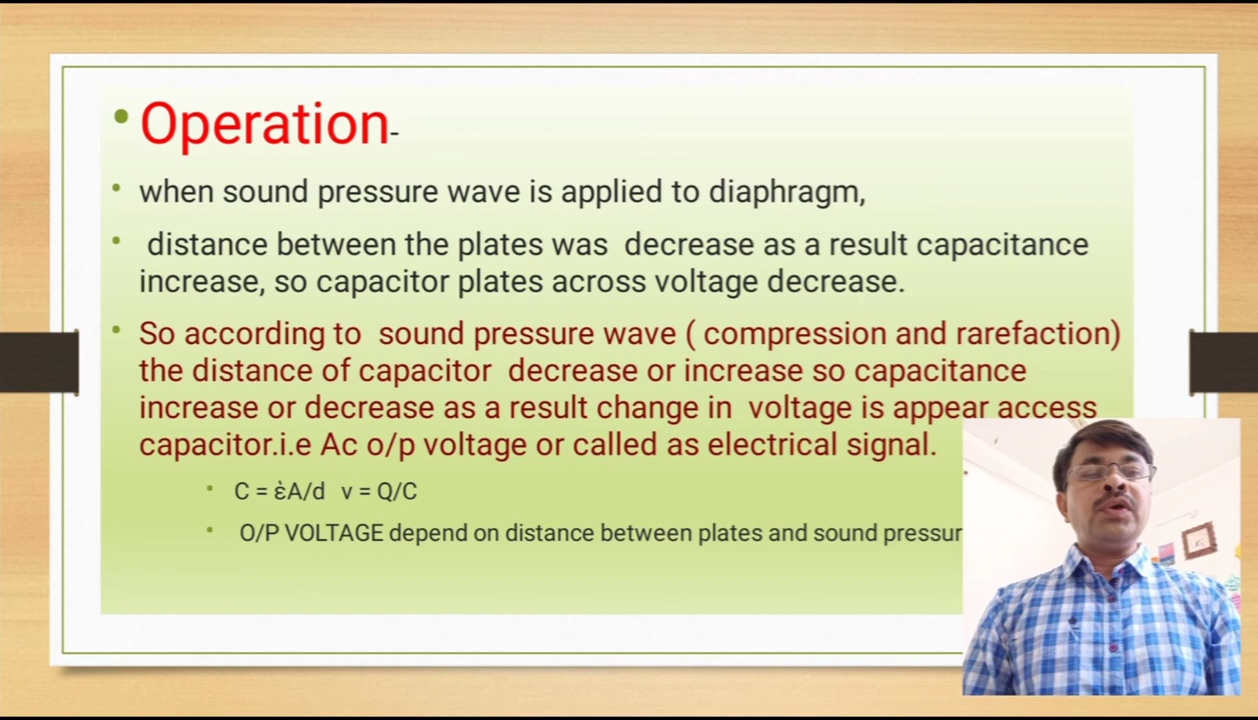 Operation-
when sound pressure wave is applied to diaphragm,
distance between the plates was decrease as a result capacitance
increase, so capacitor plates across voltage decrease.
So according to sound pressure wave ( compression and rarefaction)
the distance of capacitor decrease or increase so capacitance
increase or decrease as a result change in voltage is appear access
capacitor.i.e Ac o/p voltage or called as electrical signal.
C = ἐA/d v = Q/C
O/P VOLTAGE depend on distance between plates and sound pressur